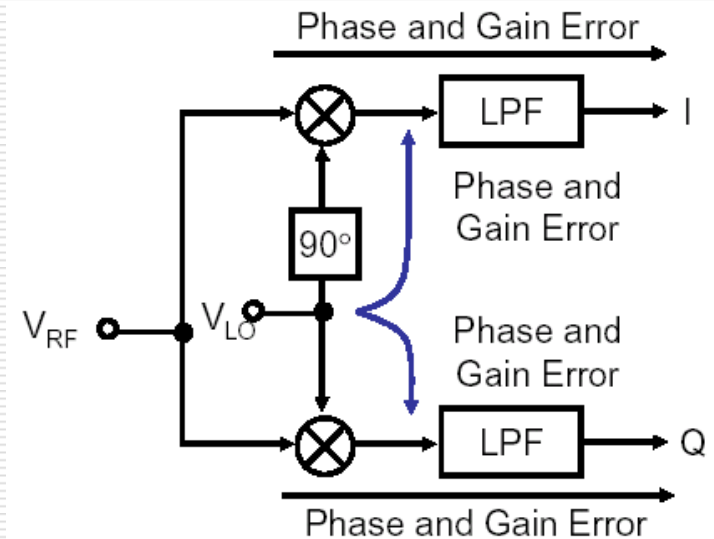 Phase and Gain Error
LPF
I
Phase and
Gain Error
90°
V_RF
V_LO
Phase and
Gain Error
LPF
Q
Phase and Gain Error